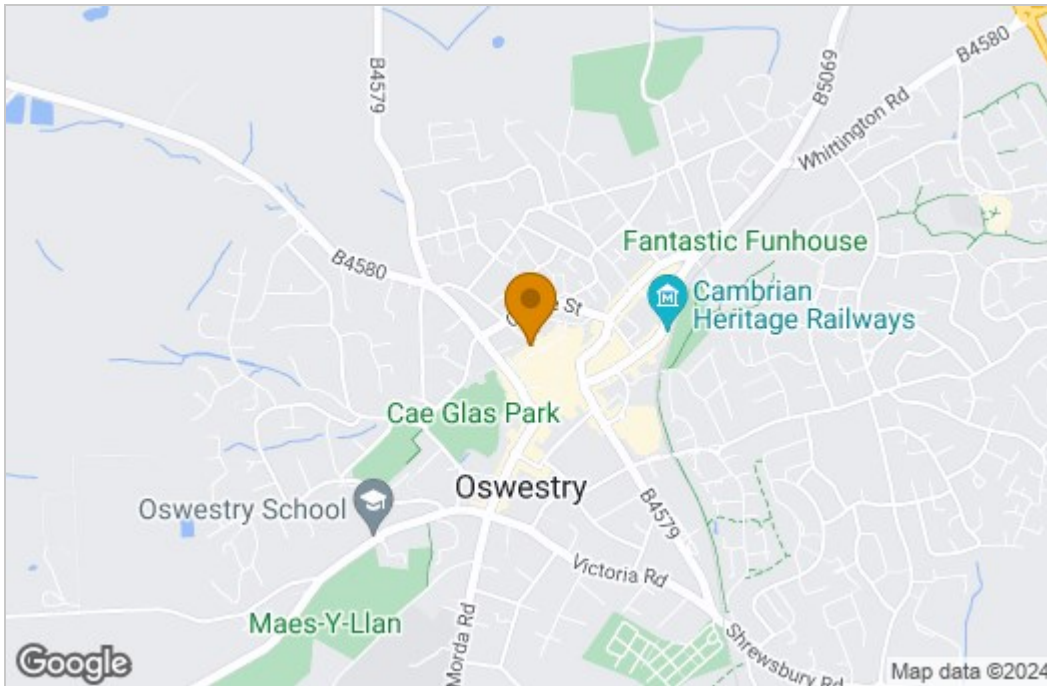 B4579
B5069
B4580
Whittington Rd
Fantastic Funhouse
B4580
Cambrian
Heritage Railways
St
Cae Glas Park
Oswestry
Oswestry School
B4579
Victoria Rd
Maes-Y-Llan
Morda Rd
Shrewsbury Rd
Google
Map data ©2024